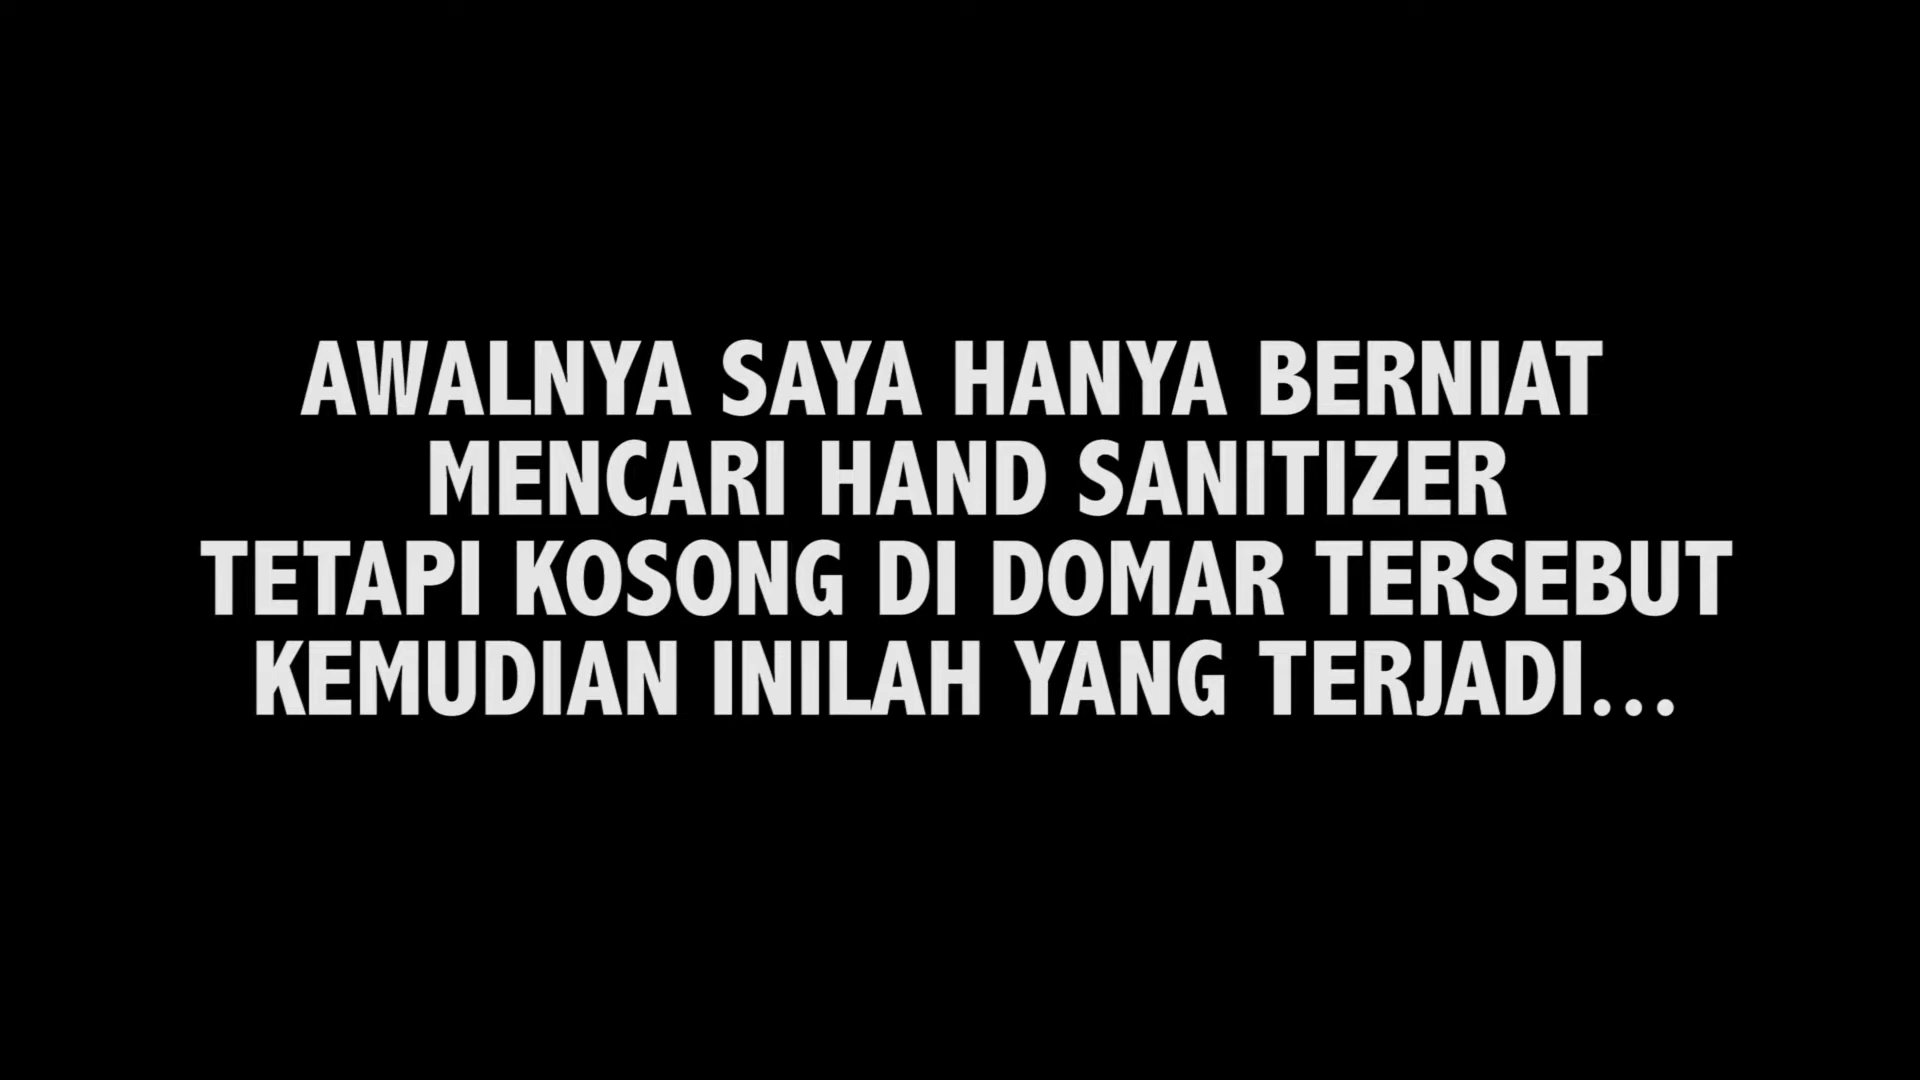 AWALNYA SAYA HANYA BERNIAT
MENCARI HAND SANITIZER
TETAPI KOSONG DI DOMAR TERSEBUT
KEMUDIAN INILAH YANG TERJADI...